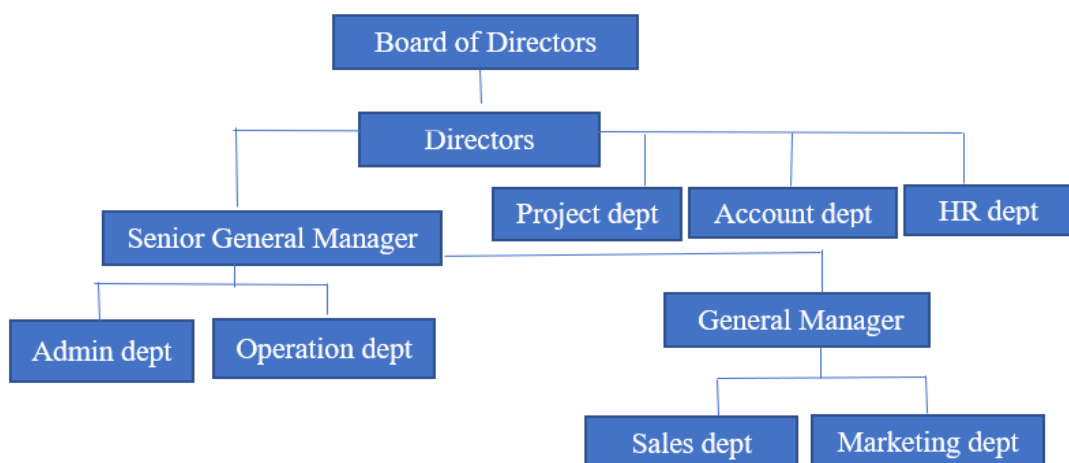 Board of Directors
Directors
Project dept
Account dept
HR dept
Senior General Manager
General Manager
Admin dept
Operation dept
Sales dept
Marketing dept